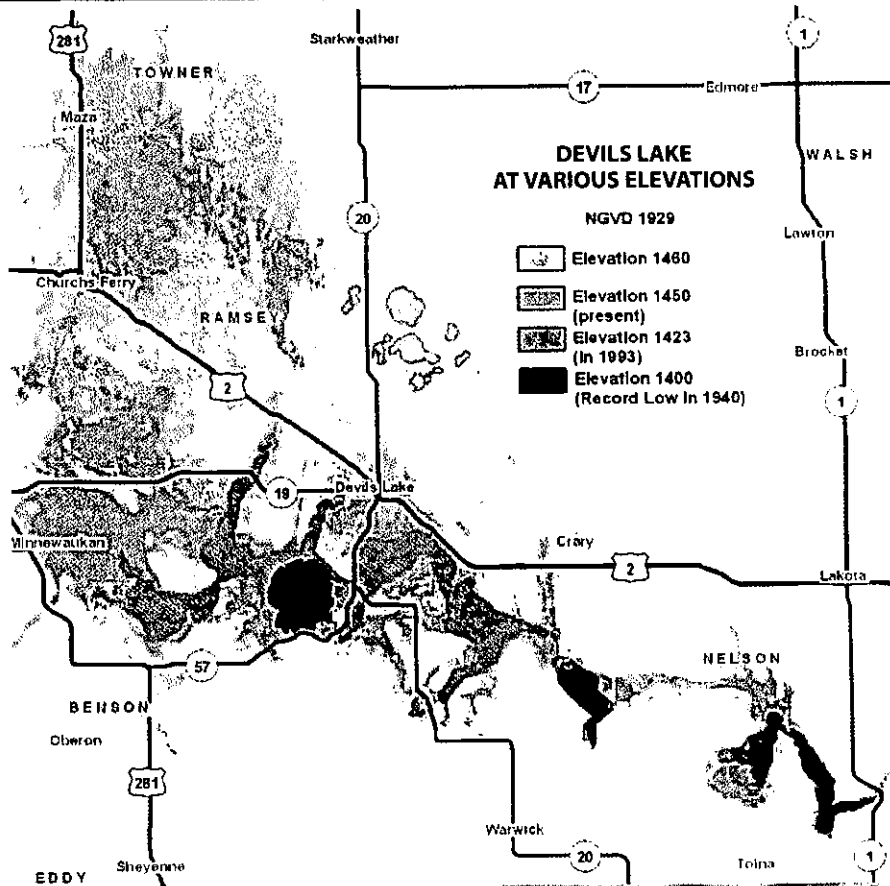 281
Starkweather
1
TOWNER
17
Edmore
Maza
DEVILS LAKE
AT VARIOUS ELEVATIONS
WALSH
NGVD 1929
20
Lawton
Elevation 1460
Churchs Ferry
Elevation 1450
(present)
RAMSEY
Elevation 1423
(In 1993)
Brocket
2
Elevation 1400
(Record Low In 1940)
1
19
Devils Lake
Minnewaukan
Crary
2
Lakota
57
NELSON
BENSON
Oberon
281
Warwick
20
Tolna
1
EDDY
Sheyenne